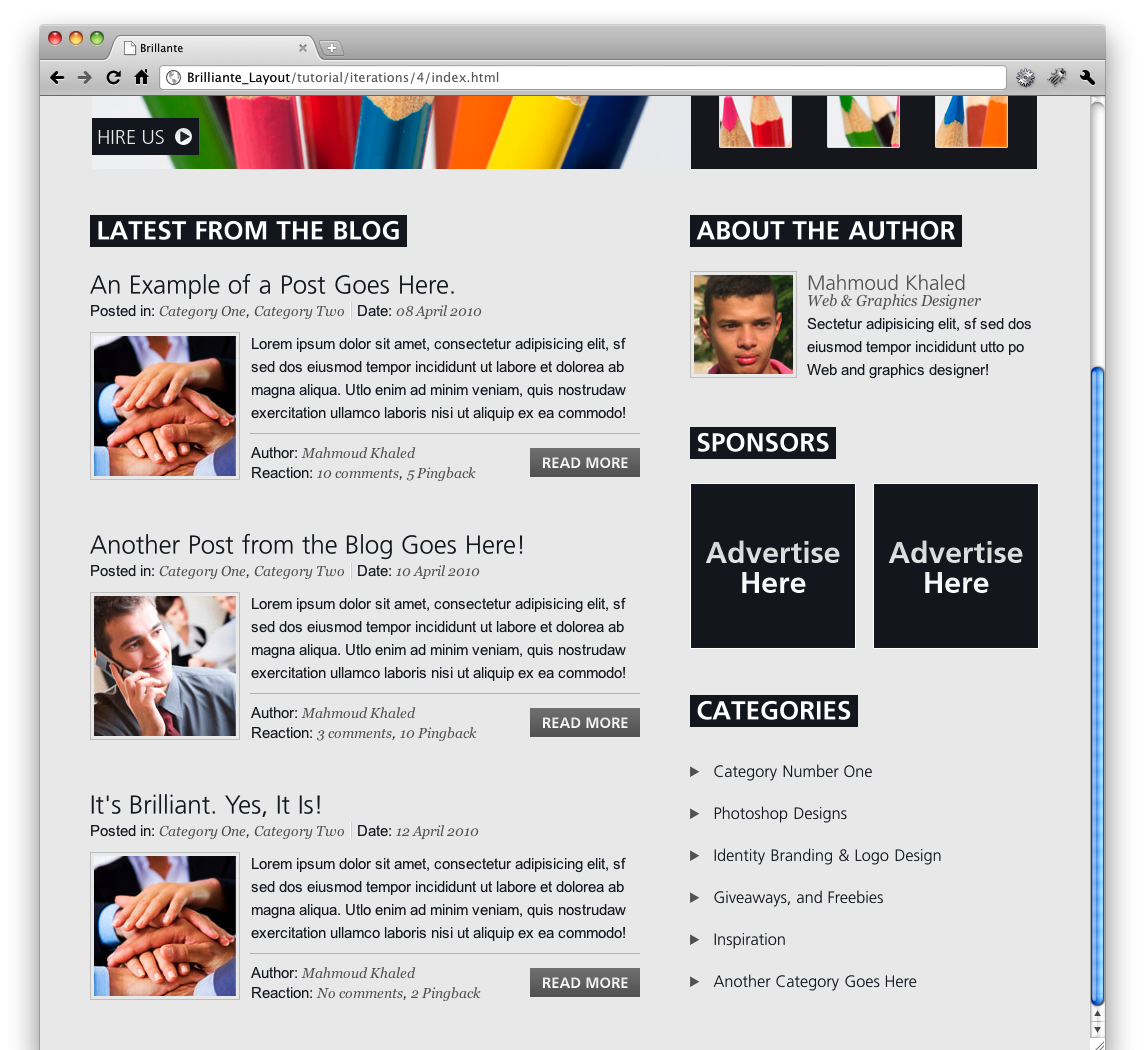 Brillante
Brilliante_Layout/tutorial/iterations/4/index.html
HIRE US
LATEST FROM THE BLOG
An Example of a Post Goes Here.
Posted in: Category One, Category Two Date: 08 April 2010
Lorem ipsum dolor sit amet, consectetur adipisicing elit, sf
sed dos eiusmod tempor incididunt ut labore et dolorea ab
magna aliqua. Utlo enim ad minim veniam, quis nostrudaw
exercitation ullamco laboris nisi ut aliquip ex ea commodo!
Author: Mahmoud Khaled
Reaction: 10 comments, 5 Pingback
READ MORE
Another Post from the Blog Goes Here!
Posted in: Category One, Category Two Date: 10 April 2010
Lorem ipsum dolor sit amet, consectetur adipisicing elit, sf
sed dos eiusmod tempor incididunt ut labore et dolorea ab
magna aliqua. Utlo enim ad minim veniam, quis nostrudaw
exercitation ullamco laboris nisi ut aliquip ex ea commodo!
Author: Mahmoud Khaled
Reaction: 3 comments, 10 Pingback
READ MORE
It's Brilliant. Yes, It Is!
Posted in: Category One, Category Two Date: 12 April 2010
Lorem ipsum dolor sit amet, consectetur adipisicing elit, sf
sed dos eiusmod tempor incididunt ut labore et dolorea ab
magna aliqua. Utlo enim ad minim veniam, quis nostrudaw
exercitation ullamco laboris nisi ut aliquip ex ea commodo!
Author: Mahmoud Khaled
Reaction: No comments, 2 Pingback
READ MORE
ABOUT THE AUTHOR
Mahmoud Khaled
Web & Graphics Designer
Sectetur adipisicing elit, sf sed dos
eiusmod tempor incididunt utto po
Web and graphics designer!
SPONSORS
Advertise
Here
Advertise
Here
CATEGORIES
Category Number One
Photoshop Designs
Identity Branding & Logo Design
Giveaways, and Freebies
Inspiration
Another Category Goes Here